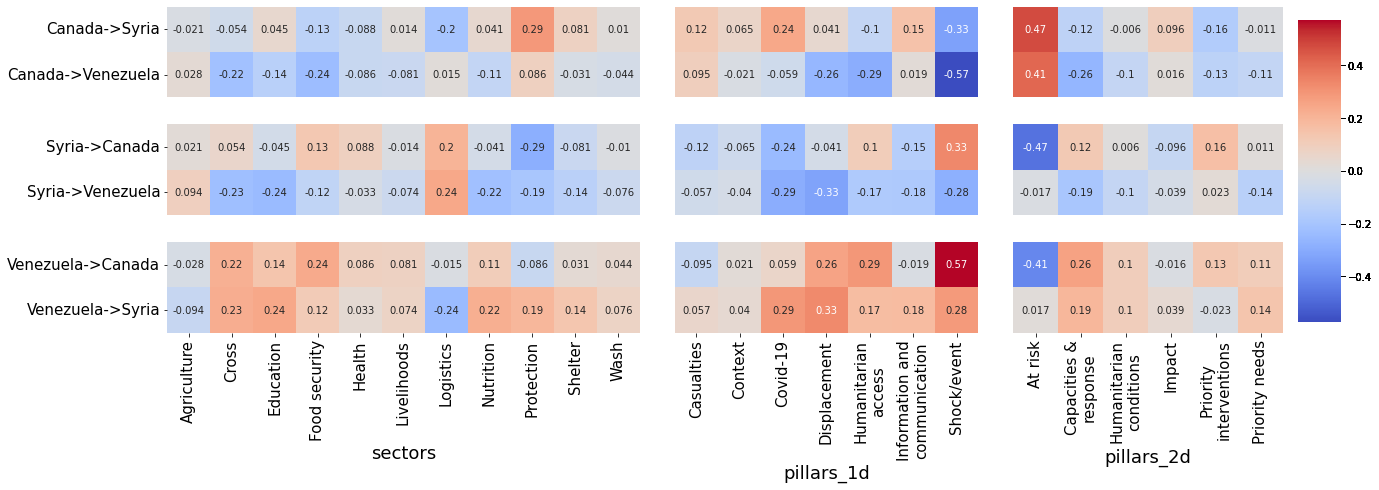 Canada->Syria -0.021 -0.054 0.045 -0.13 -0.088 0.014 -0.2 0.041 0.29 0.081 0.01 0.12 0.065 0.24 0.041 -0.1 0.15 -0.33 0.47 -0.12 -0.006 0.096 -0.16 -0.011
Canada->Venezuela 0.028 -0.22 -0.14 -0.24 -0.086 -0.081 0.015 -0.11 0.086 -0.031 -0.044 0.095 -0.021 -0.059 -0.26 -0.29 0.019 -0.57 0.41 -0.26 -0.1 0.016 -0.13 -0.11
Syria->Canada 0.021 0.054 -0.045 0.13 0.088 -0.014 0.2 -0.041 -0.29 -0.081 -0.01 -0.12 -0.065 -0.24 -0.041 0.1 -0.15 0.33 -0.47 0.12 0.006 -0.096 0.16 0.011
Syria->Venezuela 0.094 -0.23 -0.24 -0.12 -0.033 -0.074 0.24 -0.22 -0.19 -0.14 -0.076 -0.057 -0.04 -0.29 -0.33 -0.17 -0.18 -0.28 -0.017 -0.19 -0.1 -0.039 0.023 -0.14
Venezuela->Canada -0.028 0.22 0.14 0.24 0.086 0.081 -0.015 0.11 -0.086 0.031 0.044 -0.095 0.021 0.059 0.26 0.29 -0.019 0.57 -0.41 0.26 0.1 -0.016 0.13 0.11
Venezuela->Syria -0.094 0.23 0.24 0.12 0.033 0.074 -0.24 0.22 0.19 0.14 0.076 0.057 0.04 0.29 0.33 0.17 0.18 0.28 0.017 0.19 0.1 0.039 -0.023 0.14
Agriculture
Cross
Education
Food security
Health
Livelihoods
Logistics
Nutrition
Protection
Shelter
Wash
sectors
Casualties
Context
Covid-19
Displacement
Humanitarian
access
Information and
communication
Shock/event
pillars_1d
At risk
Capacities &
response
Humanitarian
conditions
Impact
Priority
interventions
Priority needs
pillars_2d
0.4
0.2
0.0
-0.2
-0.4